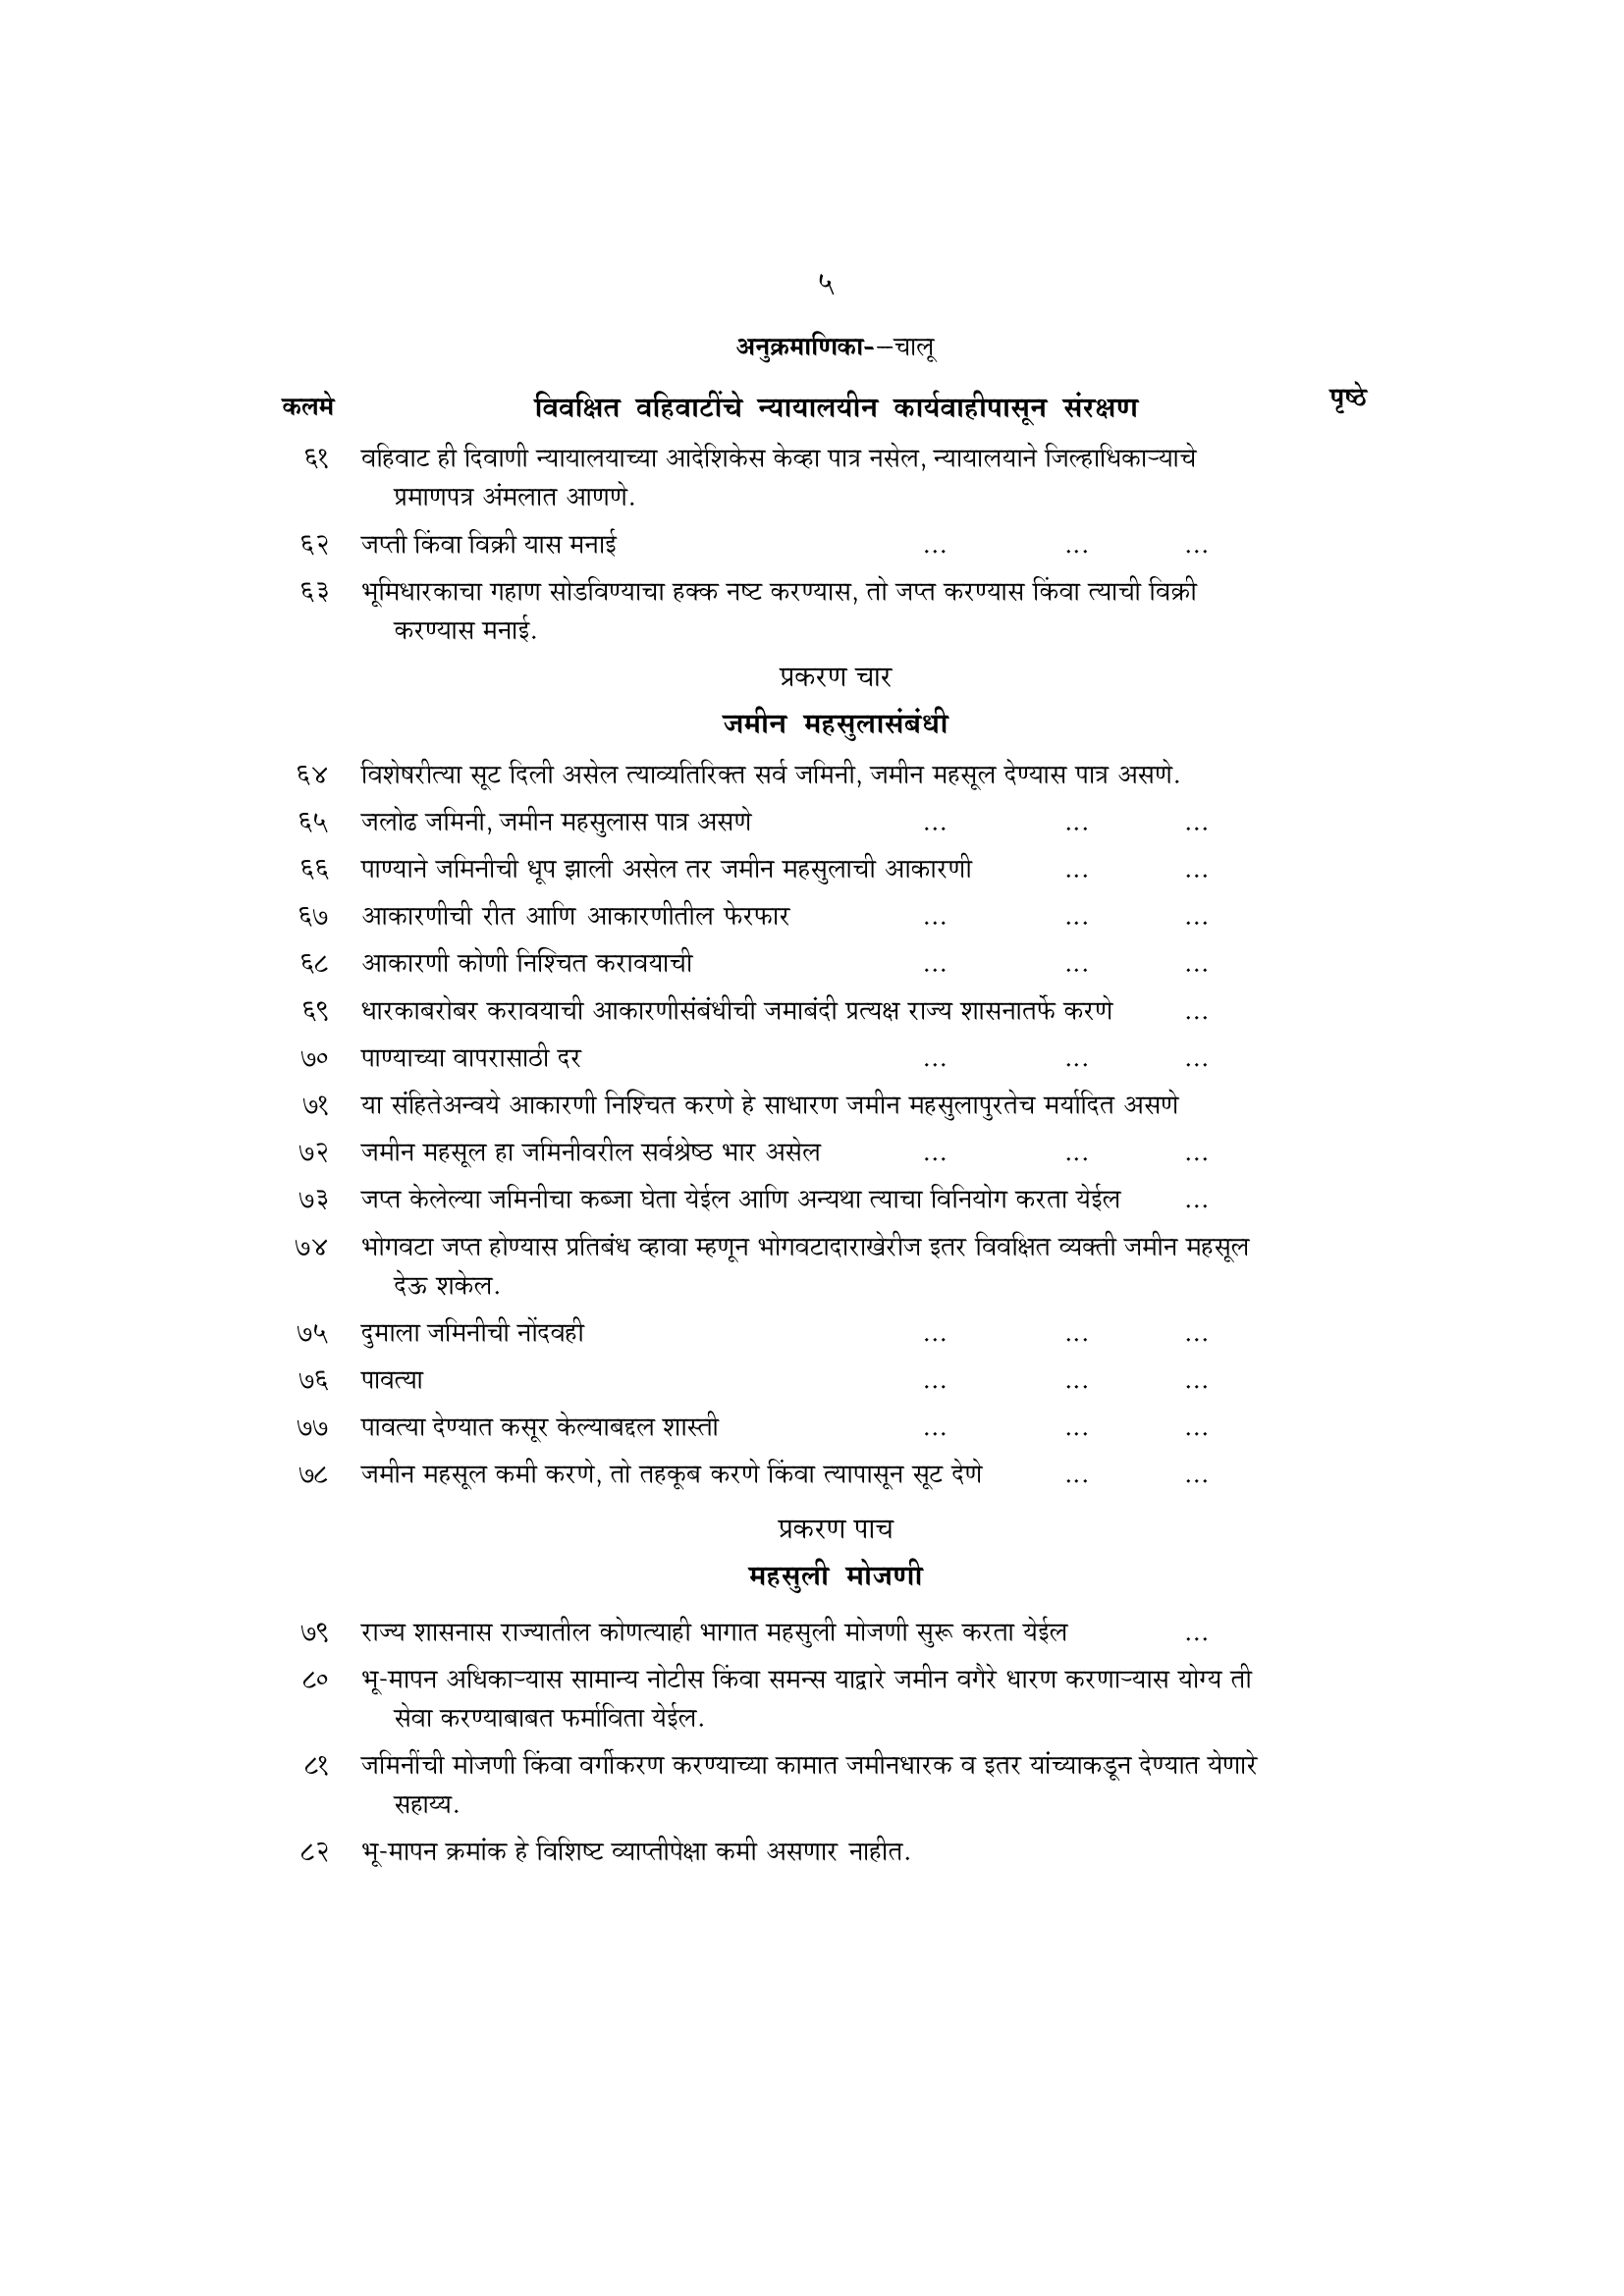 ५
अनुक्रमाणिका-–चालू
कलमे विवक्षित वहिवाटींचे न्यायालयीन कार्यवाहीपासून संरक्षण पृष्ठे
६१ वहिवाट ही दिवाणी न्यायालयाच्या आदेशिकेस केव्हा पात्र नसेल, न्यायालयाने जिल्हाधिकाऱ्याचे
प्रमाणपत्र अंमलात आणणे.
६२ जप्ती किंवा विक्री यास मनाई ... ... ...
६३ भूमिधारकाचा गहाण सोडविण्याचा हक्क नष्ट करण्यास, तो जप्त करण्यास किंवा त्याची विक्री
करण्यास मनाई.
प्रकरण चार
जमीन महसुलासंबंधी
६४ विशेषरीत्या सूट दिली असेल त्याव्यतिरिक्त सर्व जमिनी, जमीन महसूल देण्यास पात्र असणे.
६५ जलोढ जमिनी, जमीन महसुलास पात्र असणे ... ... ...
६६ पाण्याने जमिनीची धूप झाली असेल तर जमीन महसुलाची आकारणी ... ...
६७ आकारणीची रीत आणि आकारणीतील फेरफार ... ... ...
६८ आकारणी कोणी निश्चित करावयाची ... ... ...
६९ धारकाबरोबर करावयाची आकारणीसंबंधीची जमाबंदी प्रत्यक्ष राज्य शासनातर्फे करणे ...
७० पाण्याच्या वापरासाठी दर ... ... ...
७१ या संहितेअन्वये आकारणी निश्चित करणे हे साधारण जमीन महसुलापुरतेच मर्यादित असणे
७२ जमीन महसूल हा जमिनीवरील सर्वश्रेष्ठ भार असेल ... ... ...
७३ जप्त केलेल्या जमिनीचा कब्जा घेता येईल आणि अन्यथा त्याचा विनियोग करता येईल ...
७४ भोगवटा जप्त होण्यास प्रतिबंध व्हावा म्हणून भोगवटादाराखेरीज इतर विवक्षित व्यक्ती जमीन महसूल
देऊ शकेल.
७५ दुमाला जमिनीची नोंदवही ... ... ...
७६ पावत्या ... ... ...
७७ पावत्या देण्यात कसूर केल्याबद्दल शास्ती ... ... ...
७८ जमीन महसूल कमी करणे, तो तहकूब करणे किंवा त्यापासून सूट देणे ... ...
प्रकरण पाच
महसुली मोजणी
७९ राज्य शासनास राज्यातील कोणत्याही भागात महसुली मोजणी सुरू करता येईल ...
८० भू-मापन अधिकाऱ्यास सामान्य नोटीस किंवा समन्स याद्वारे जमीन वगैरे धारण करणाऱ्यास योग्य ती
सेवा करण्याबाबत फर्माविता येईल.
८१ जमिनींची मोजणी किंवा वर्गीकरण करण्याच्या कामात जमीनधारक व इतर यांच्याकडून देण्यात येणारे
सहाय्य.
८२ भू-मापन क्रमांक हे विशिष्ट व्याप्तीपेक्षा कमी असणार नाहीत.